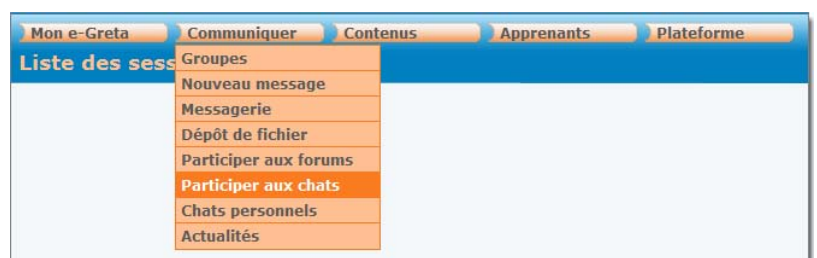 Mon e-Greta Communiquer Contenus Apprenants Plateforme
Liste des sess
Groupes
Nouveau message
Messagerie
Dépôt de fichier
Participer aux forums
Participer aux chats
Chats personnels
Actualités